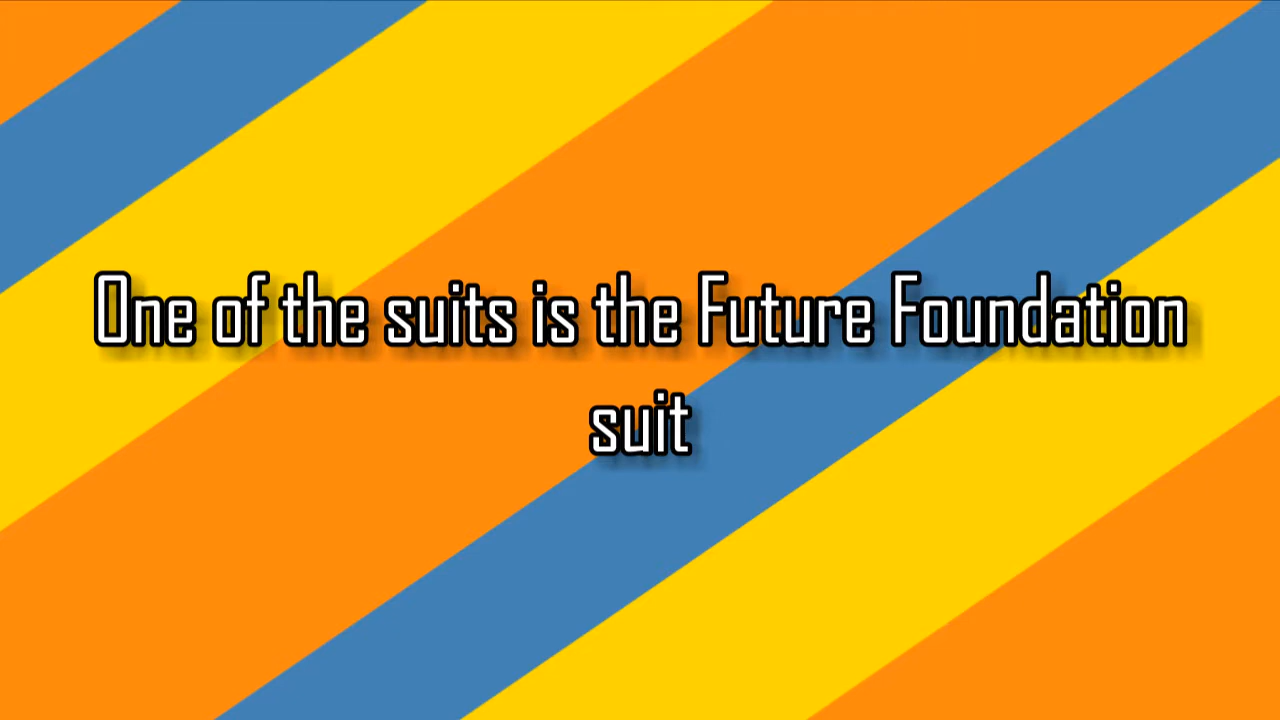 One of the suits is the Future Foundation
suit